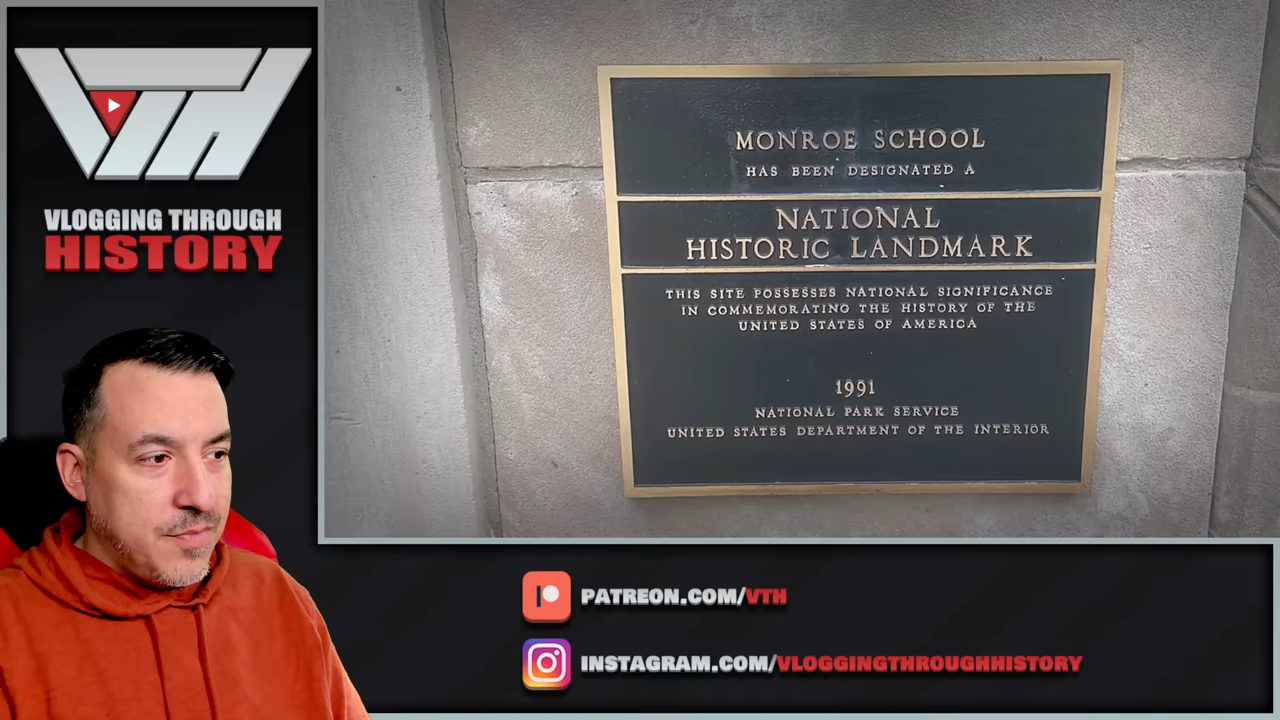 VTH
VLOGGING THROUGH
HISTORY
MONROE SCHOOL
HAS BEEN DESIGNATED A
NATIONAL
HISTORIC LANDMARK
THIS SITE POSSESSES NATIONAL SIGNIFICANCE
IN COMMEMORATING THE HISTORY OF THE
UNITED STATES OF AMERICA
1991
NATIONAL PARK SERVICE
UNITED STATES DEPARTMENT OF THE INTERIOR
PATREON.COM/VTH
INSTAGRAM.COM/VLOGGINGTHROUGHHISTORY